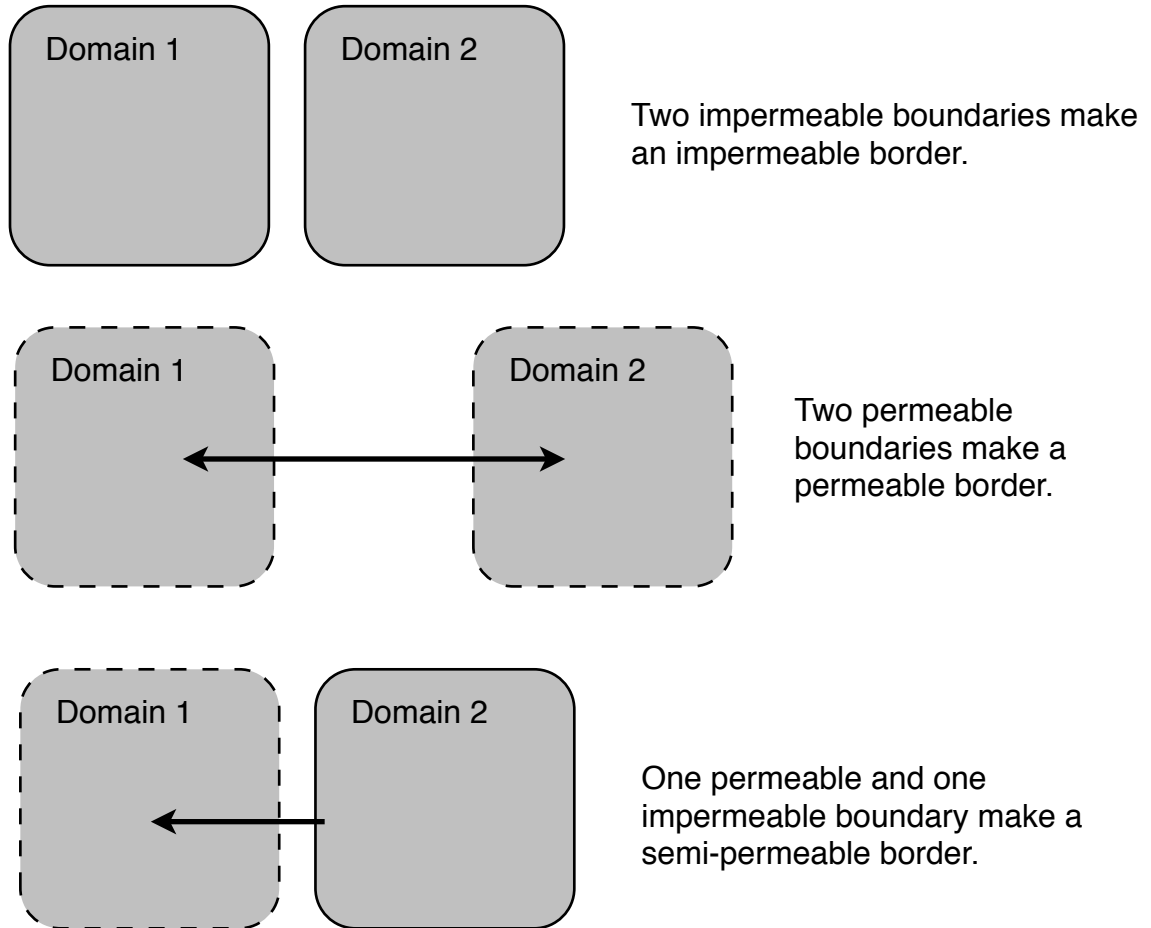 Domain 1
Domain 2
Two impermeable boundaries make
an impermeable border.
Domain 1
Domain 2
Two permeable
boundaries make a
permeable border.
Domain 1
Domain 2
One permeable and one
impermeable boundary make a
semi-permeable border.